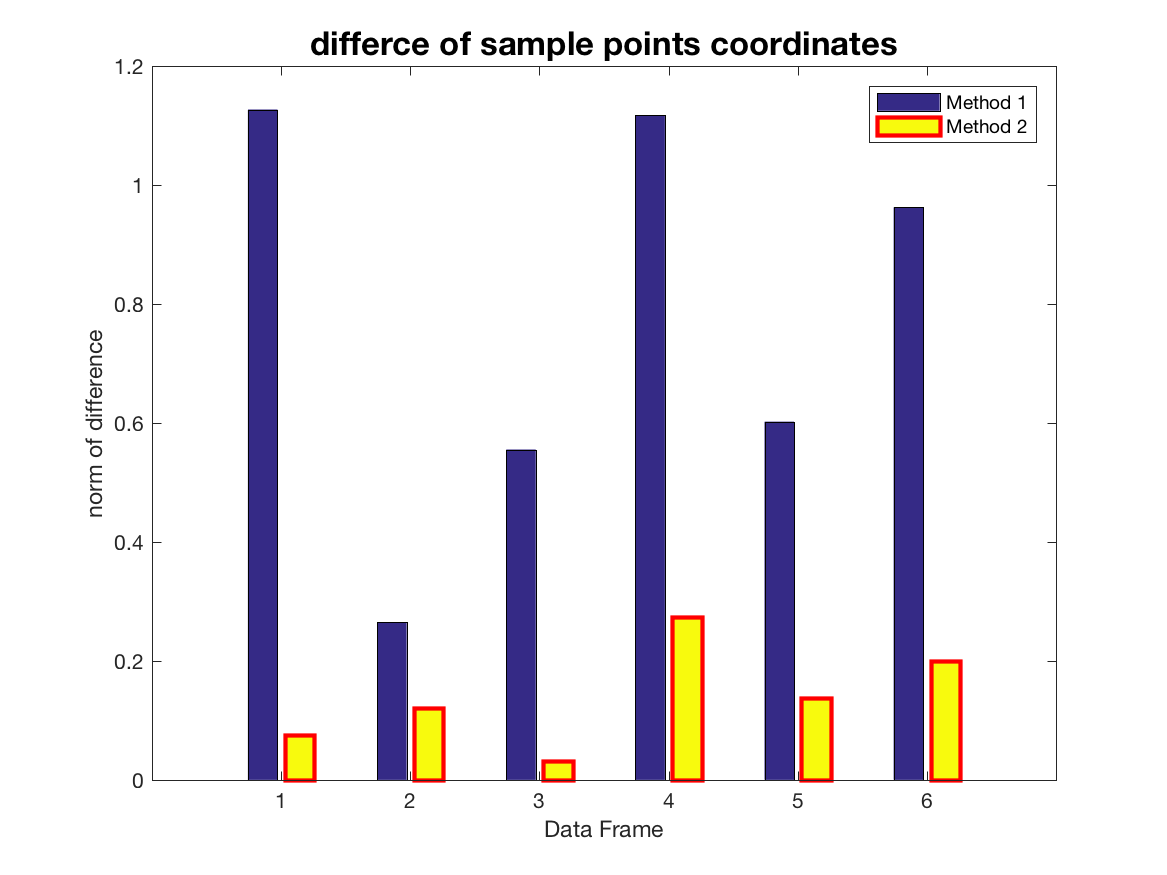 differce of sample points coordinates
Method 1
Method 2
1.2
1
0.8
0.6
0.4
0.2
0
norm of difference
1 2 3 4 5 6
Data Frame